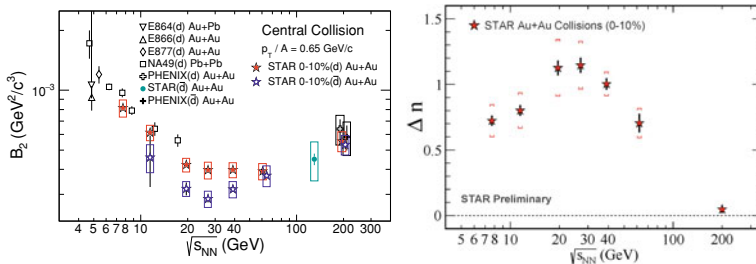 E864(d) Au+Pb
E866(d) Au+Au
E877(d) Au+Au
NA49(d) Pb+Pb
PHENIX(d) Au+Au
STAR(d̅) Au+Au
PHENIX(d̅) Au+Au
Central Collision
p_T / A = 0.65 GeV/c
STAR 0-10%(d) Au+Au
STAR 0-10%(d̅) Au+Au
B₂ (GeV²/c³)
10⁻³
4 5 6 7 8 10 20 30 100 200 300
√s_NN (GeV)
STAR Au+Au Collisions (0-10%)
Δ n
1.5
1
0.5
0
STAR Preliminary
5 6 7 8 10 20 30 40 100 200
√s_NN (GeV)